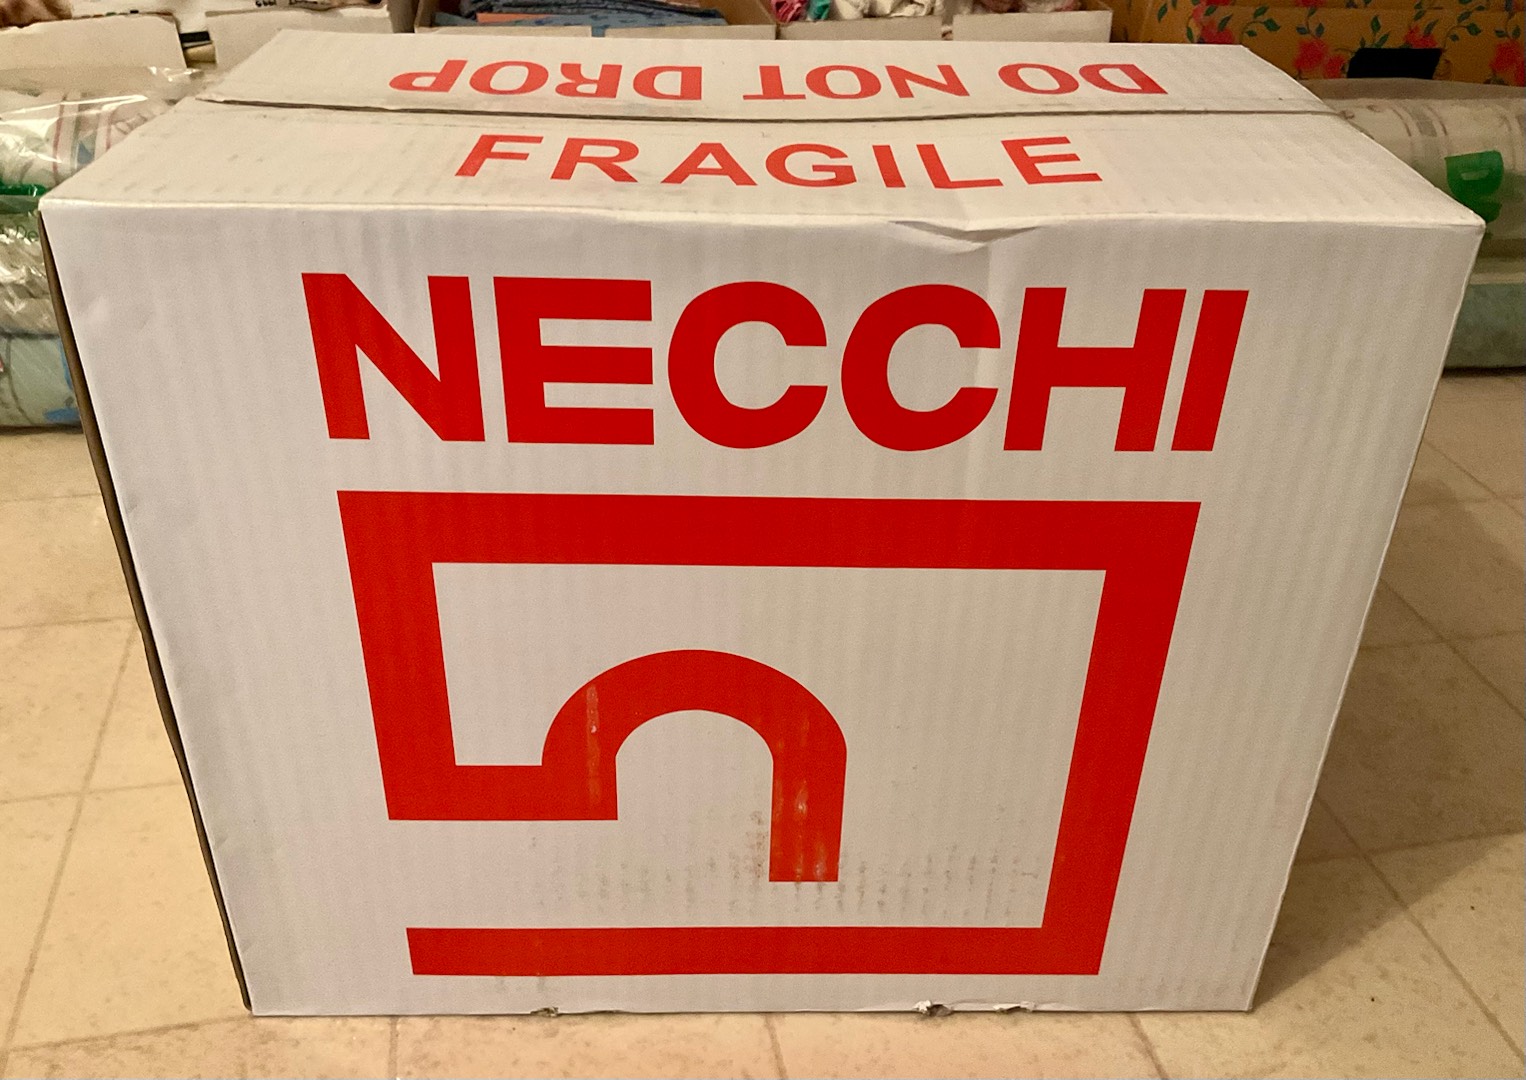 DO NOT DROP
FRAGILE
NECCHI